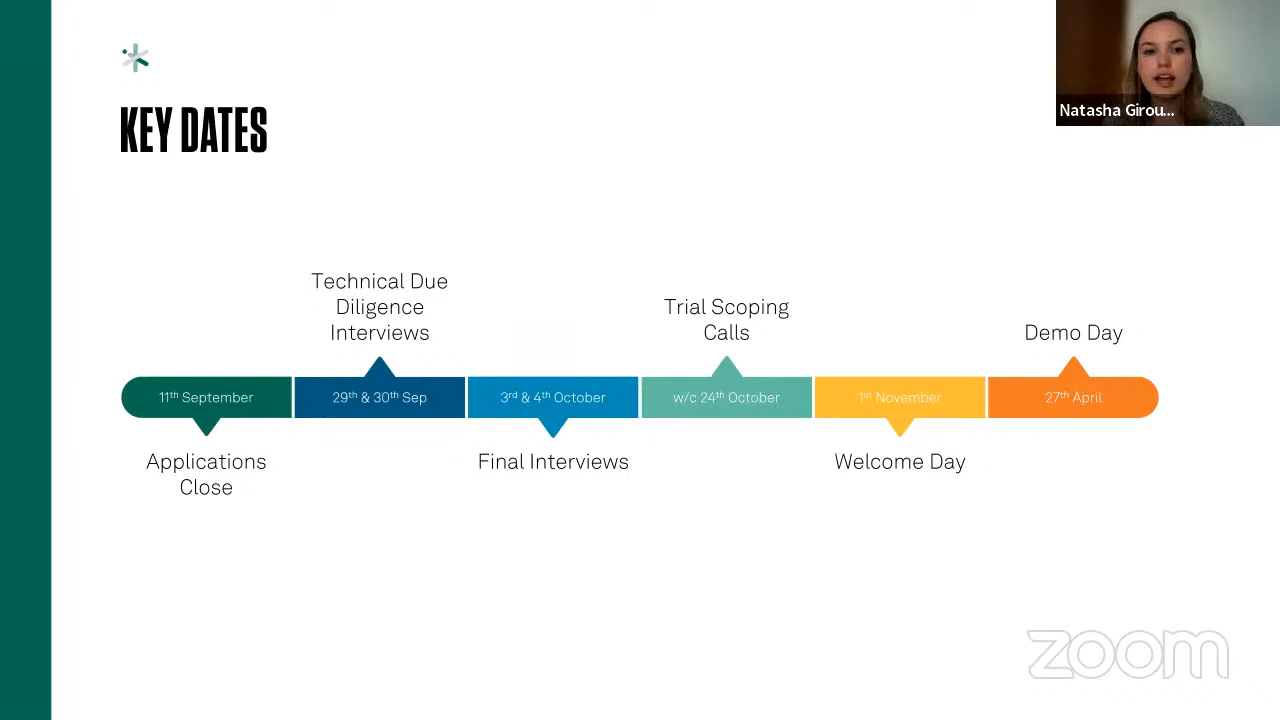 Natasha Girou...
KEY DATES
Technical Due
Diligence
Interviews
Trial Scoping
Calls
Demo Day
11th September
29th & 30th Sep
3rd & 4th October
w/c 24th October
1st November
27th April
Applications
Close
Final Interviews
Welcome Day
zoom